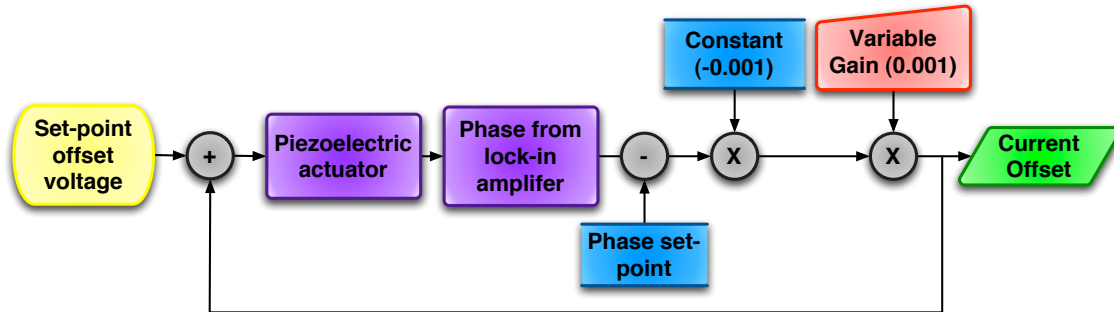 Set-point
offset
voltage
+
Piezoelectric
actuator
Phase from
lock-in
amplifer
-
Phase set-
point
Constant
(-0.001)
X
Variable
Gain (0.001)
X
Current
Offset